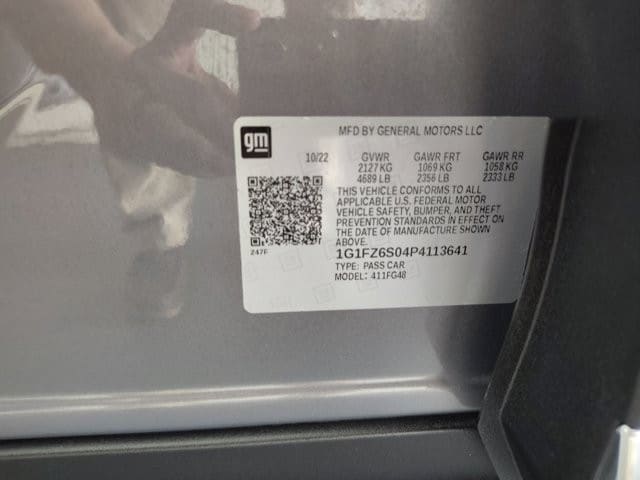 gm
MFD BY GENERAL MOTORS LLC
10/22 GVWR GAWR FRT GAWR RR
2127 KG 1069 KG 1058 KG
4689 LB 2356 LB 2333 LB
THIS VEHICLE CONFORMS TO ALL
APPLICABLE U.S. FEDERAL MOTOR
VEHICLE SAFETY, BUMPER, AND THEFT
PREVENTION STANDARDS IN EFFECT ON
THE DATE OF MANUFACTURE SHOWN
ABOVE.
247F
1G1FZ6S04P4113641
TYPE: PASS CAR
MODEL: 411FG48